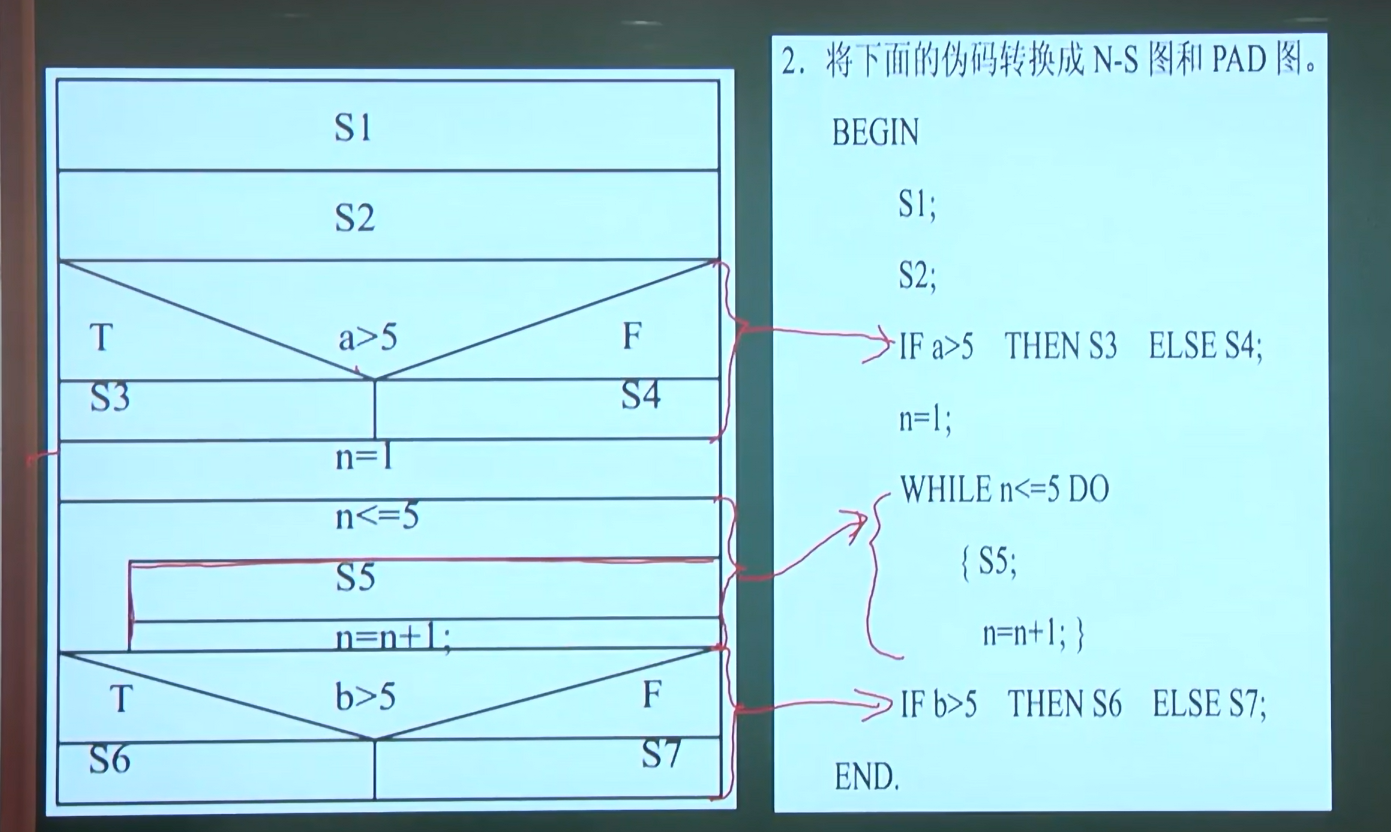 S1
S2
T a>5 F
S3 S4
n=1
n<=5
S5
n=n+1;
T b>5 F
S6 S7
2. 将下面的伪码转换成 N-S 图和 PAD 图。
BEGIN
S1;
S2;
IF a>5 THEN S3 ELSE S4;
n=1;
WHILE n<=5 DO
{ S5;
n=n+1; }
IF b>5 THEN S6 ELSE S7;
END.